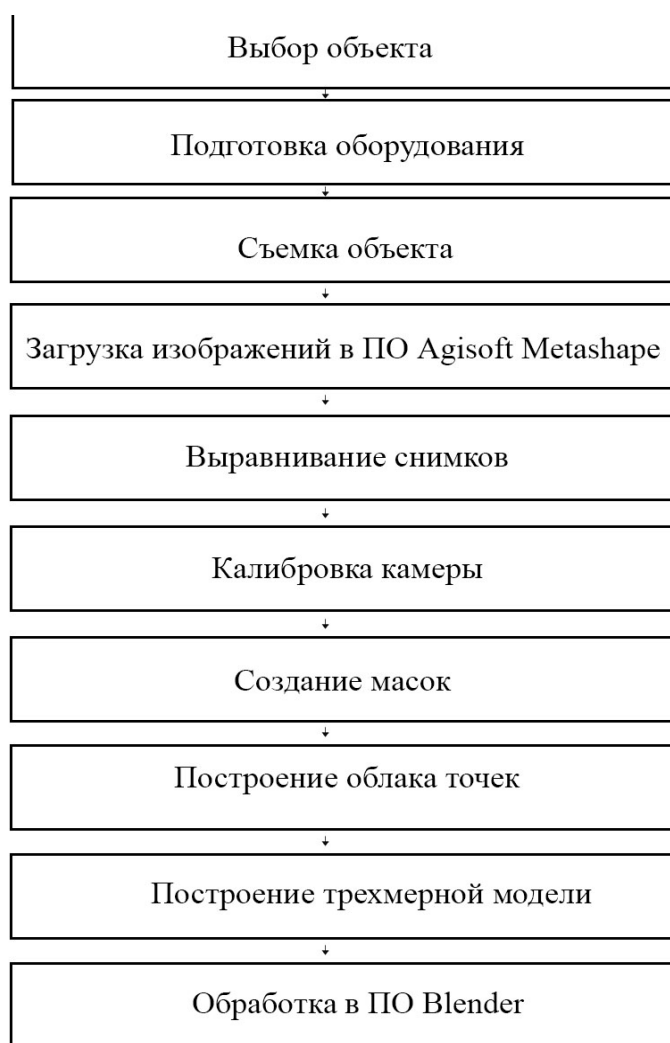 Выбор объекта
Подготовка оборудования
Съемка объекта
Загрузка изображений в ПО Agisoft Metashape
Выравнивание снимков
Калибровка камеры
Создание масок
Построение облака точек
Построение трехмерной модели
Обработка в ПО Blender